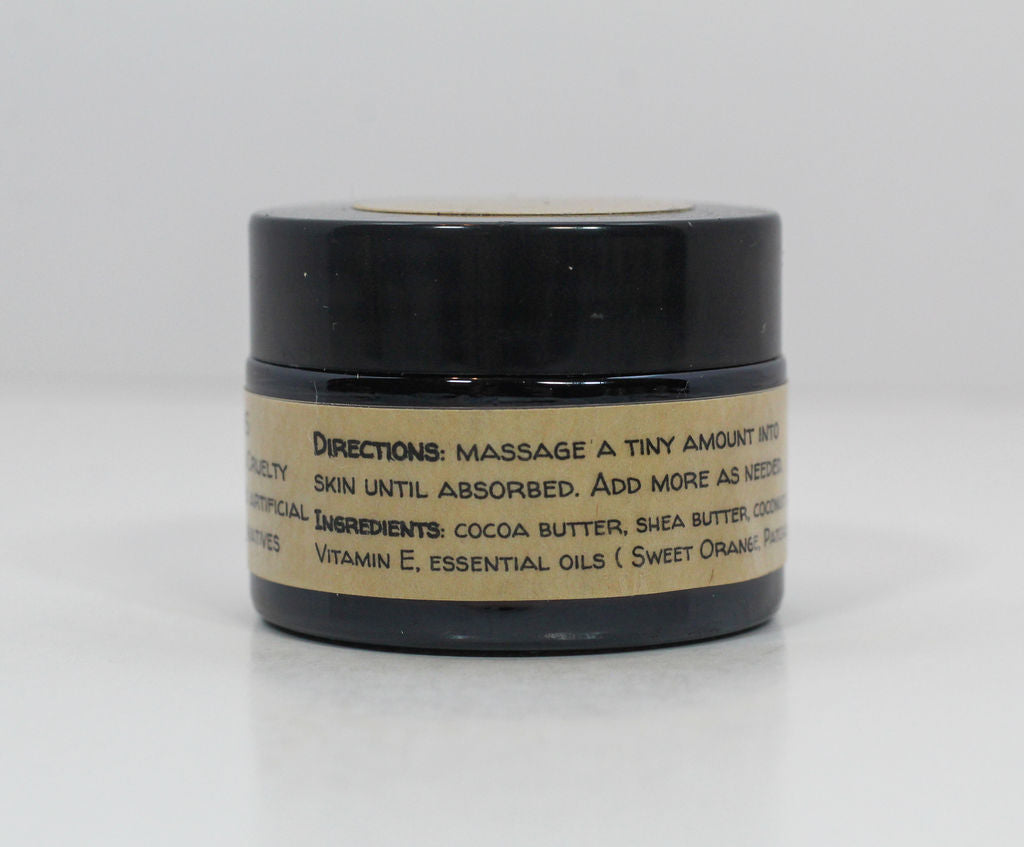 S
Cruelty
Artificial
Directions: massage a tiny amount into
skin until absorbed. Add more as needed.
Ingredients: cocoa butter, shea butter,
Vitamin E, essential oils ( Sweet Orange,